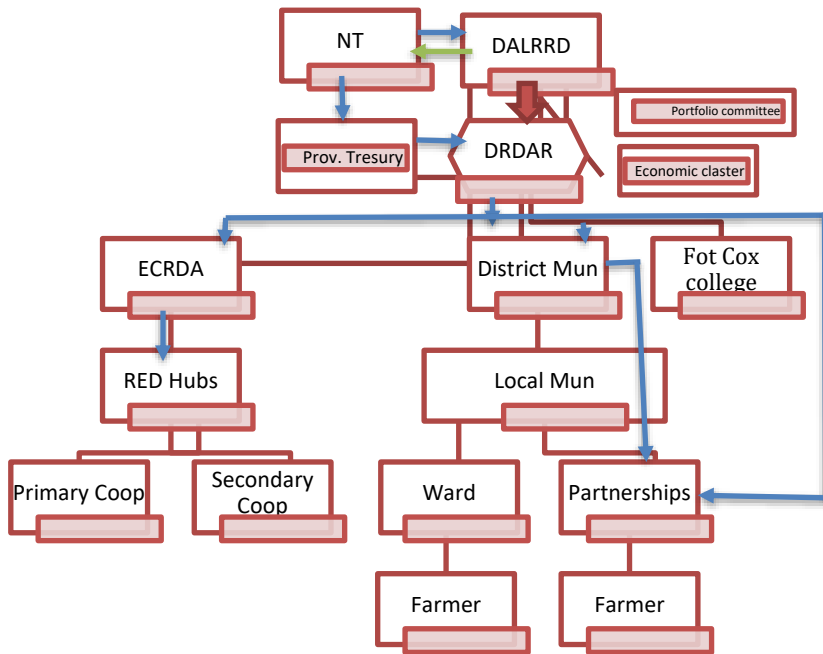 NT
DALRRD
Portfolio committee
Prov. Tresury
DRDAR
Economic claster
ECRDA
District Mun
Fot Cox
college
RED Hubs
Local Mun
Primary Coop
Secondary
Coop
Ward
Partnerships
Farmer
Farmer